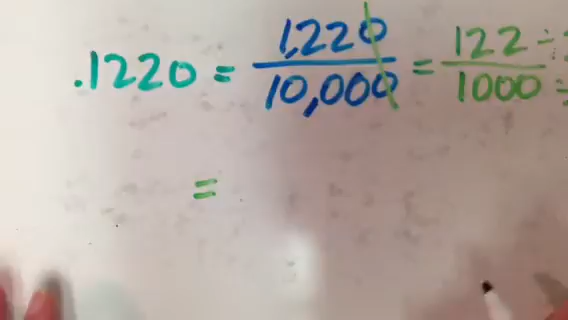 .1220 = 1,220/10,000 = 122/1000 ÷
=